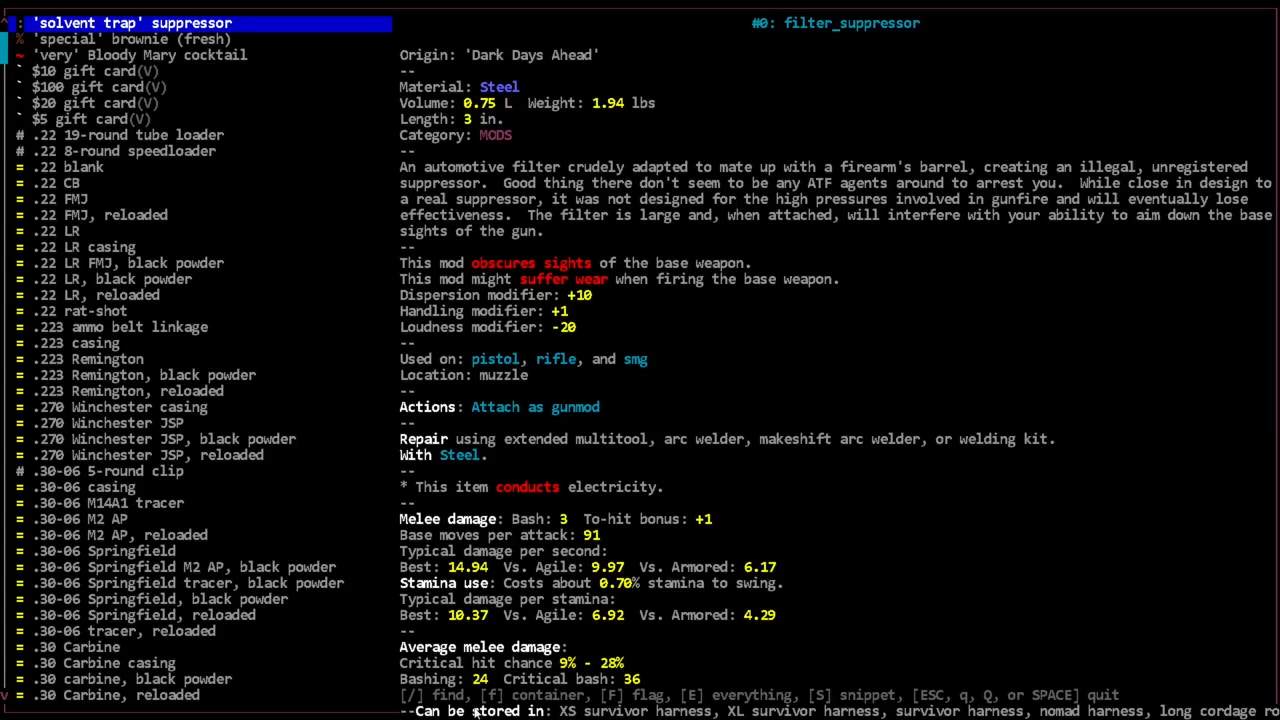 : 'solvent trap' suppressor
% 'special' brownie (fresh)
~ 'very' Bloody Mary cocktail
` $10 gift card(V)
` $100 gift card(V)
` $20 gift card(V)
` $5 gift card(V)
# .22 19-round tube loader
# .22 8-round speedloader
= .22 blank
= .22 CB
= .22 FMJ
= .22 FMJ, reloaded
= .22 LR
= .22 LR casing
= .22 LR FMJ, black powder
= .22 LR, black powder
= .22 LR, reloaded
= .22 rat-shot
= .223 ammo belt linkage
= .223 casing
= .223 Remington
= .223 Remington, black powder
= .223 Remington, reloaded
= .270 Winchester casing
= .270 Winchester JSP
= .270 Winchester JSP, black powder
= .270 Winchester JSP, reloaded
# .30-06 5-round clip
= .30-06 casing
= .30-06 M14A1 tracer
= .30-06 M2 AP
= .30-06 M2 AP, reloaded
= .30-06 Springfield
= .30-06 Springfield M2 AP, black powder
= .30-06 Springfield tracer, black powder
= .30-06 Springfield, black powder
= .30-06 Springfield, reloaded
= .30-06 tracer, reloaded
= .30 Carbine
= .30 Carbine casing
= .30 carbine, black powder
= .30 Carbine, reloaded
#0: filter_suppressor
Origin: 'Dark Days Ahead'
--
Material: Steel
Volume: 0.75 L  Weight: 1.94 lbs
Length: 3 in.
Category: MODS
--
An automotive filter crudely adapted to mate up with a firearm's barrel, creating an illegal, unregistered
suppressor.  Good thing there don't seem to be any ATF agents around to arrest you.  While close in design to
a real suppressor, it was not designed for the high pressures involved in gunfire and will eventually lose
effectiveness.  The filter is large and, when attached, will interfere with your ability to aim down the base
sights of the gun.
--
This mod obscures sights of the base weapon.
This mod might suffer wear when firing the base weapon.
Dispersion modifier: +10
Handling modifier: +1
Loudness modifier: -20
--
Used on: pistol, rifle, and smg
Location: muzzle
--
Actions: Attach as gunmod
--
Repair using extended multitool, arc welder, makeshift arc welder, or welding kit.
With Steel.
--
* This item conducts electricity.
--
Melee damage: Bash: 3  To-hit bonus: +1
Base moves per attack: 91
Typical damage per second:
Best: 14.94  Vs. Agile: 9.97  Vs. Armored: 6.17
Stamina use: Costs about 0.70% stamina to swing.
Typical damage per stamina:
Best: 10.37  Vs. Agile: 6.92  Vs. Armored: 4.29
--
Average melee damage:
Critical hit chance 9% - 28%
Bashing: 24  Critical bash: 36
[/] find, [f] container, [F] flag, [E] everything, [S] snippet, [ESC, q, Q, or SPACE] quit
--Can be stored in: XS survivor harness, XL survivor harness, survivor harness, nomad harness, long cordage ro